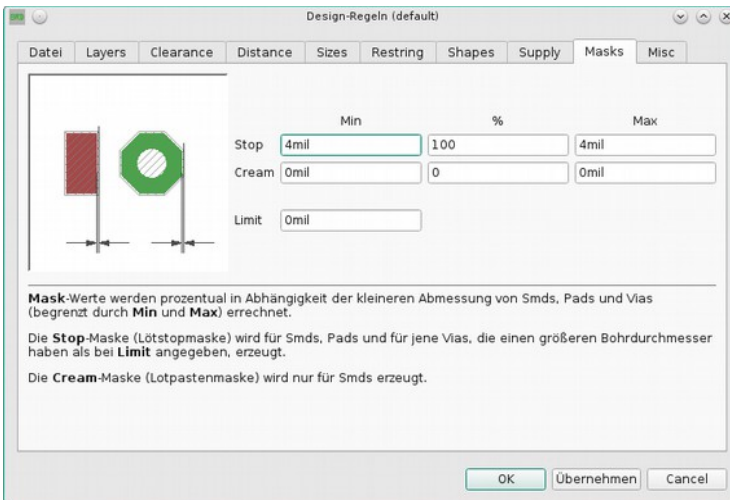 Design-Regeln (default)
Datei Layers Clearance Distance Sizes Restring Shapes Supply Masks Misc
Min % Max
Stop 4mil 100 4mil
Cream 0mil 0 0mil
Limit 0mil
Mask-Werte werden prozentual in Abhängigkeit der kleineren Abmessung von Smds, Pads und Vias
(begrenzt durch Min und Max) errechnet.
Die Stop-Maske (Lötstopmaske) wird für Smds, Pads und für jene Vias, die einen größeren Bohrdurchmesser
haben als bei Limit angegeben, erzeugt.
Die Cream-Maske (Lotpastenmaske) wird nur für Smds erzeugt.
OK Übernehmen Cancel